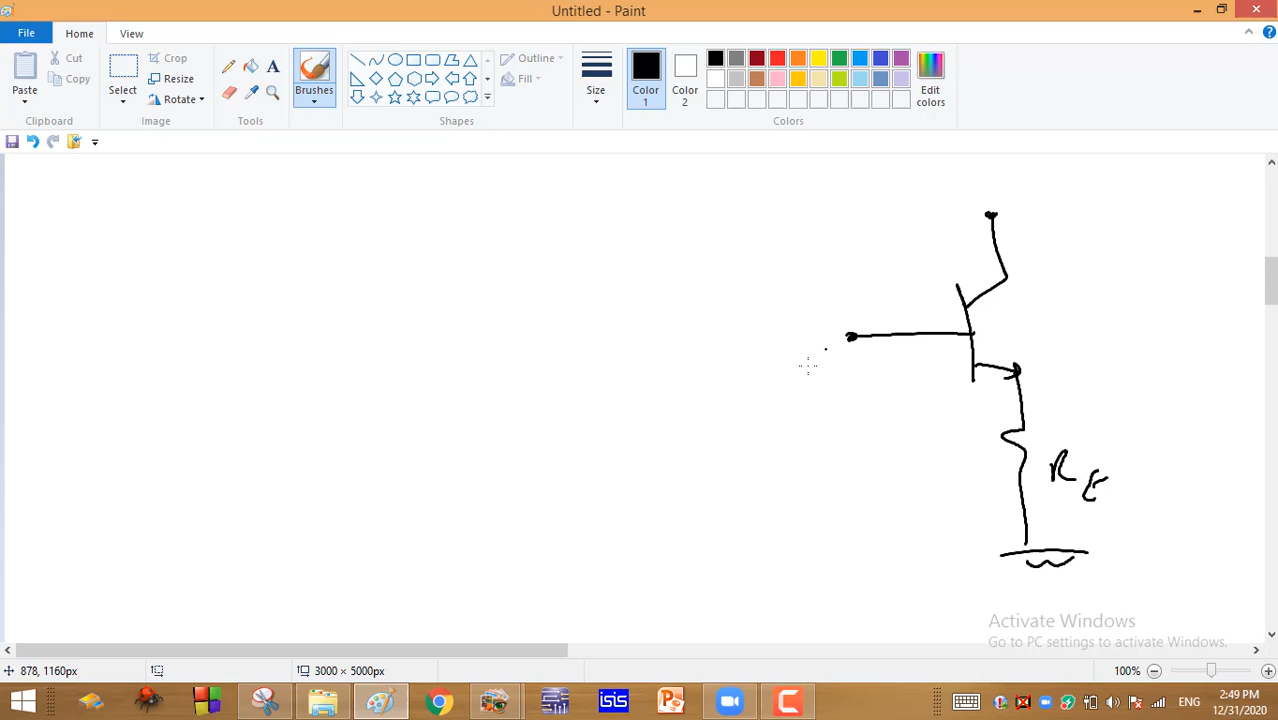 Untitled - Paint
File
Home
View
Paste
Cut
Copy
Clipboard
Select
Crop
Resize
Rotate
Image
A
Tools
Brushes
Outline
Fill
Shapes
Size
Color
1
Color
2
Edit
colors
Colors
RE
Activate Windows
Go to PC settings to activate Windows.
878, 1160px
3000 × 5000px
100%
isis
ENG
2:49 PM
12/31/2020